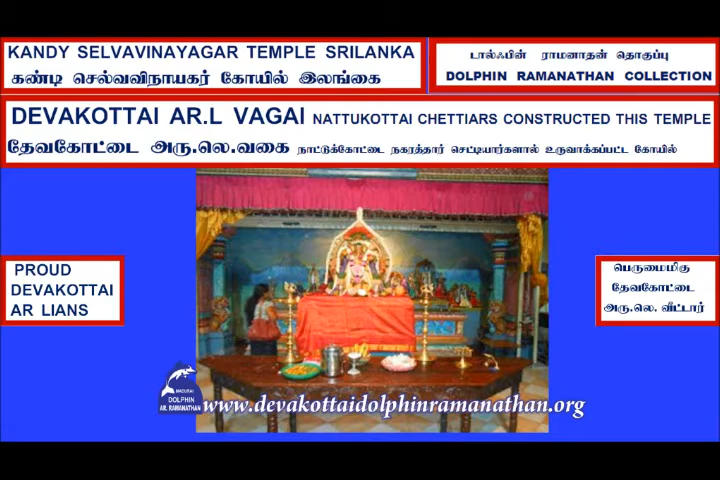 KANDY SELVAVINAYAGAR TEMPLE SRILANKA
கண்டி செல்வவிநாயகர் கோயில் இலங்கை
டால்ஃபின் ராமனாதன் தொகுப்பு
DOLPHIN RAMANATHAN COLLECTION
DEVAKOTTAI AR.L VAGAI NATTUKOTTAI CHETTIARS CONSTRUCTED THIS TEMPLE
தேவகோட்டை அரு.லெ.வகை நாட்டுக்கோட்டை நகரத்தார் செட்டியார்களால் உருவாக்கப்பட்ட கோயில்
PROUD
DEVAKOTTAI
AR LIANS
பெருமைமிகு
தேவகோட்டை
அரு.லெ. வீட்டார்
MADURAI
DOLPHIN
AR. RAMANATHAN
www.devakottaidolphinramanathan.org